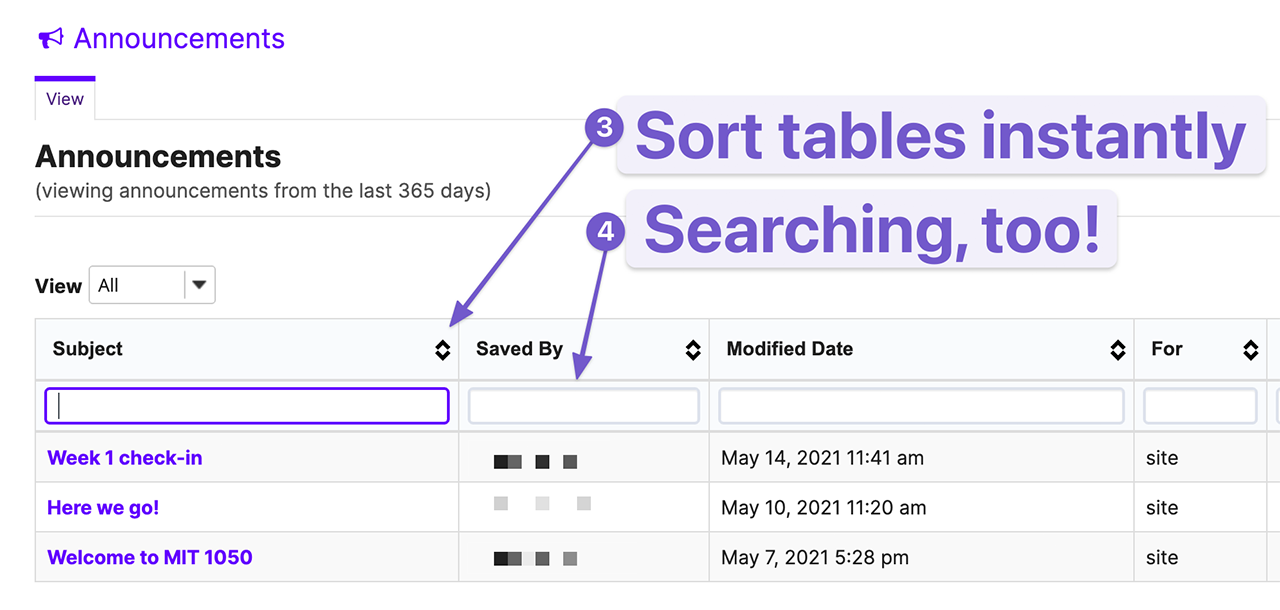 Announcements
View
3 Sort tables instantly
Announcements
(viewing announcements from the last 365 days)
4 Searching, too!
View All
Subject Saved By Modified Date For
Week 1 check-in May 14, 2021 11:41 am site
Here we go! May 10, 2021 11:20 am site
Welcome to MIT 1050 May 7, 2021 5:28 pm site